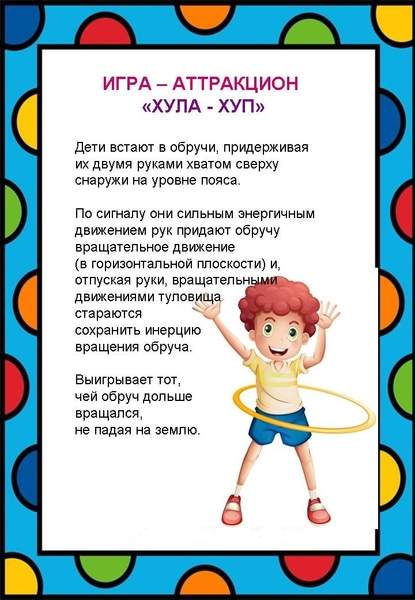 ИГРА – АТТРАКЦИОН
«ХУЛА - ХУП»
Дети встают в обручи, придерживая
их двумя руками хватом сверху
снаружи на уровне пояса.
По сигналу они сильным энергичным
движением рук придают обручу
вращательное движение
(в горизонтальной плоскости) и,
отпуская руки, вращательными
движениями туловища
стараются
сохранить инерцию
вращения обруча.
Выигрывает тот,
чей обруч дольше
вращался,
не падая на землю.